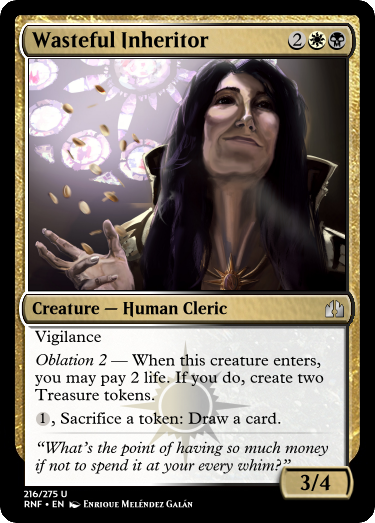 Wasteful Inheritor 2
Creature — Human Cleric
Vigilance
Oblation 2 — When this creature enters,
you may pay 2 life. If you do, create two
Treasure tokens.
1, Sacrifice a token: Draw a card.
“What's the point of having so much money
if not to spend it at your every whim?”
3/4
216/275 U
RNF • EN Enrique Meléndez Galán